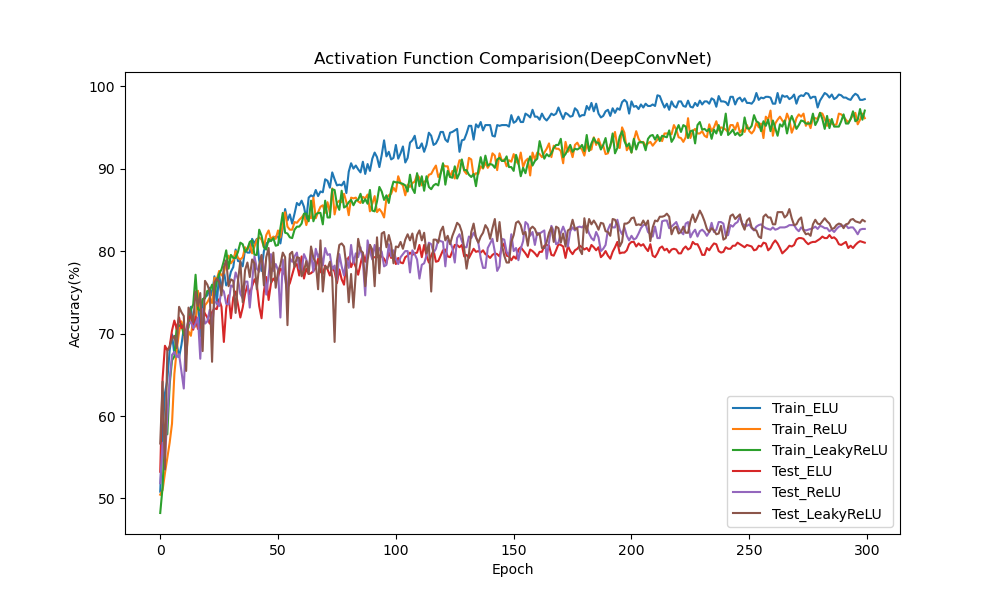 Activation Function Comparision(DeepConvNet)
Accuracy(%)
100
90
80
70
60
50
0
50
100
150
200
250
300
Epoch
Train_ELU
Train_ReLU
Train_LeakyReLU
Test_ELU
Test_ReLU
Test_LeakyReLU